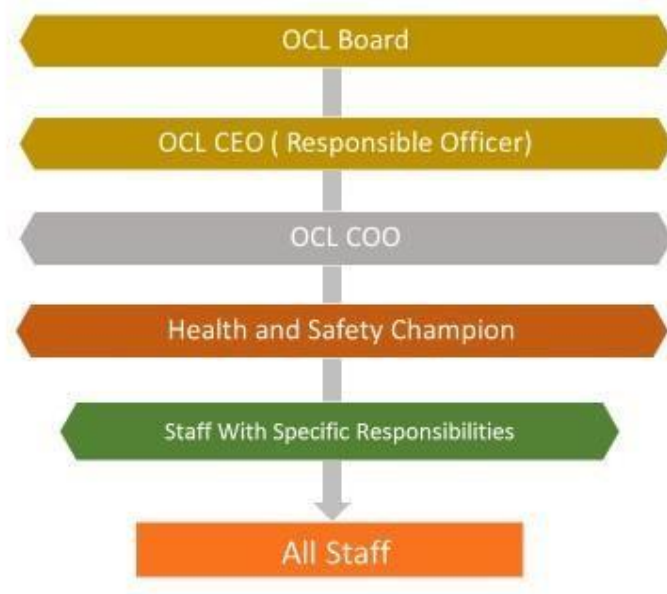 OCL Board
OCL CEO ( Responsible Officer)
OCL COO
Health and Safety Champion
Staff With Specific Responsibilities
All Staff